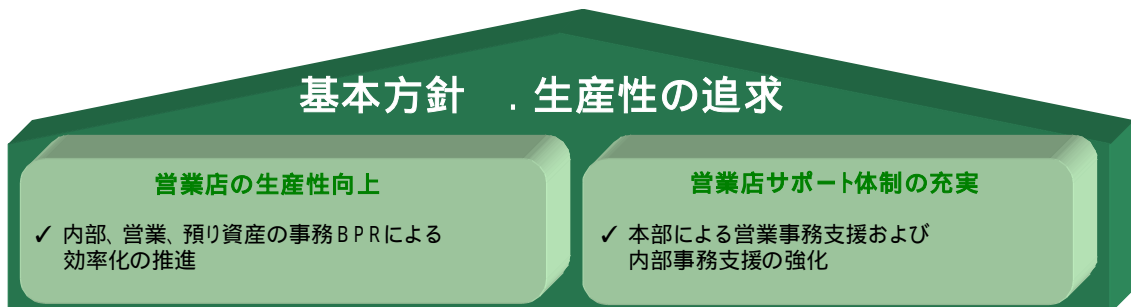 基本方針　．生産性の追求
営業店の生産性向上
✓ 内部、営業、預り資産の事務BPRによる
効率化の推進
営業店サポート体制の充実
✓ 本部による営業事務支援および
内部事務支援の強化